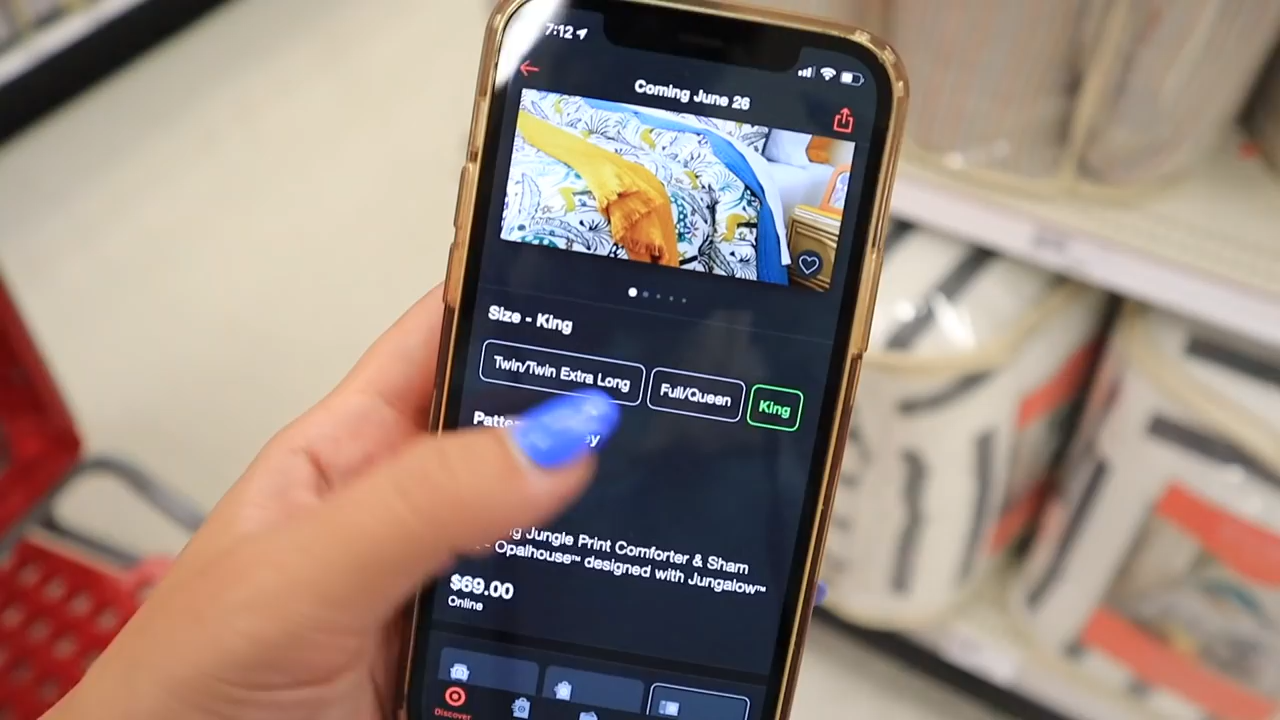 7:12
Coming June 26
Size - King
Twin/Twin Extra Long
Full/Queen
King
Jungle Print Comforter & Sham
- Opalhouse™ designed with Jungalow™
$69.00
Online
Discover